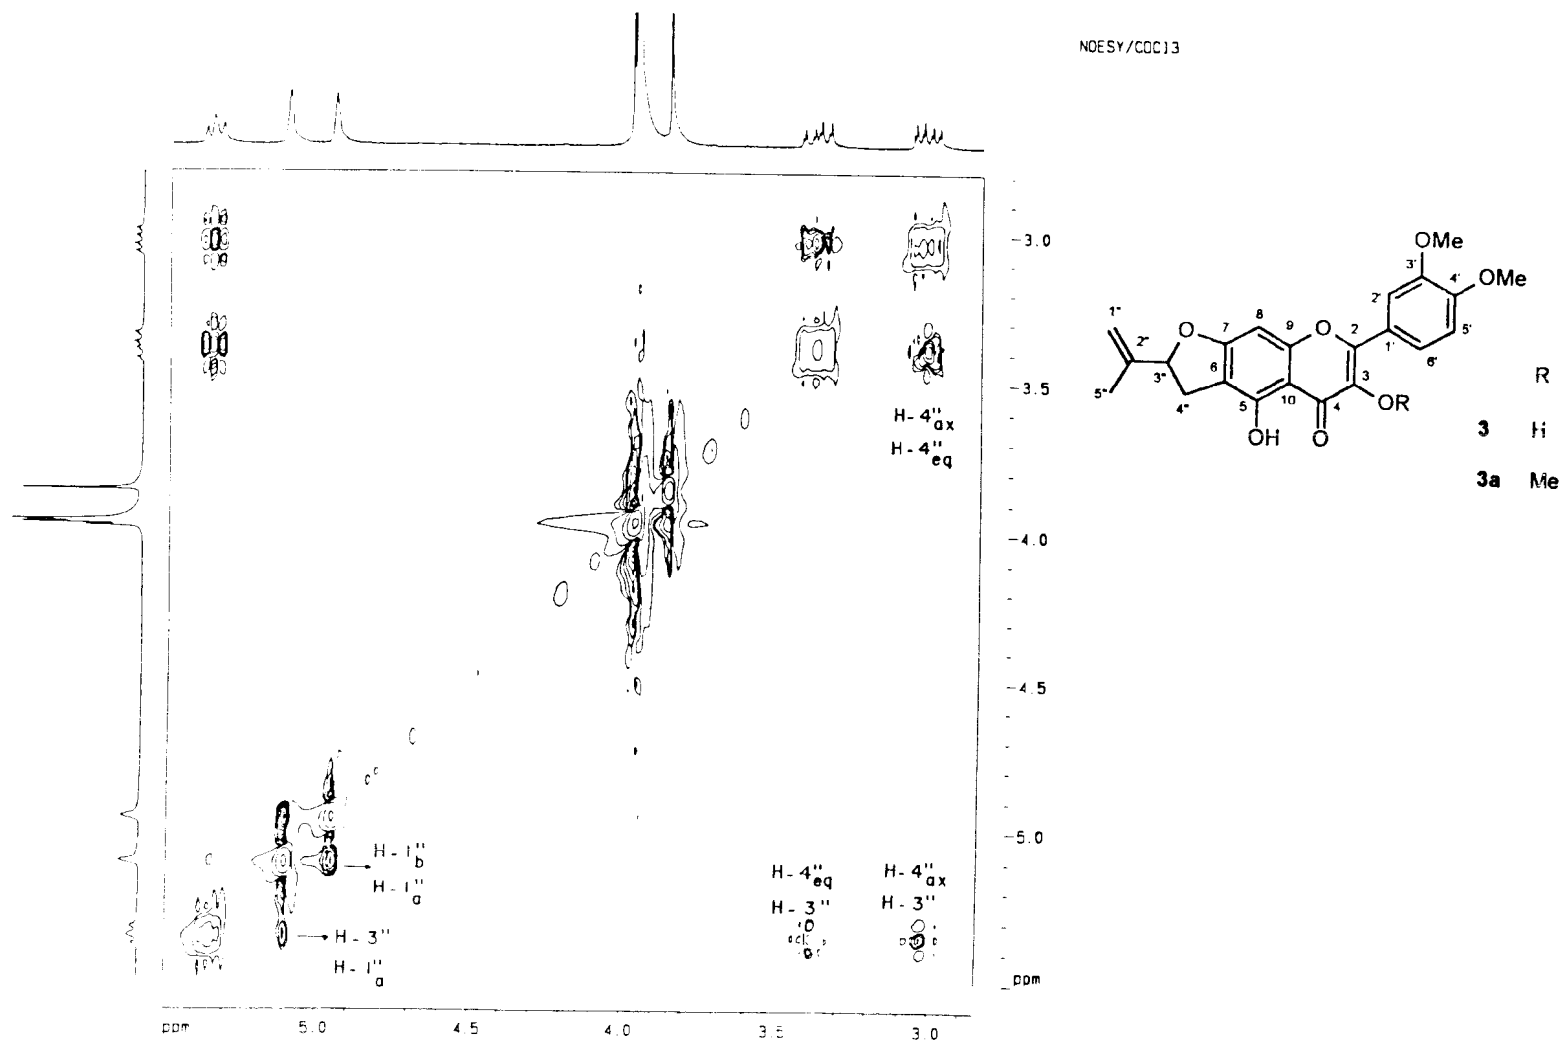 NOESY/CDCl3
-3.0
-3.5
H-4"ax
H-4"eq
-4.0
-4.5
-5.0
H-1"b
H-1"a
H-3"
H-1"a
H-4"eq
H-3"
H-4"ax
H-3"
ppm
ppm 5.0 4.5 4.0 3.5 3.0
OMe
3' 4' OMe
2' 5'
1' 6'
1" 2" O 7 8 9 O 2
5" 3" 6 3
4" 5 10 4 OR
OH O
R
3 H
3a Me